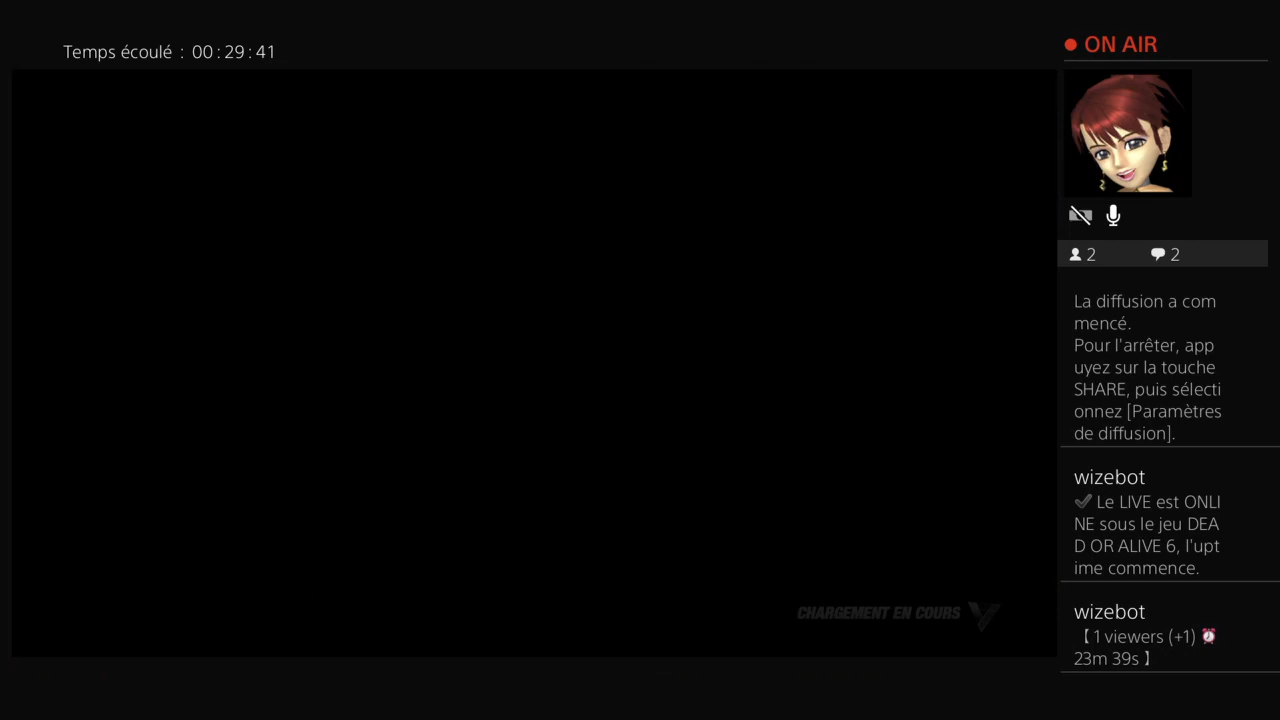 Temps écoulé : 00:29:41
ON AIR
2
2
La diffusion a com
mencé.
Pour l'arrêter, app
uyez sur la touche
SHARE, puis sélecti
onnez [Paramètres
de diffusion].
wizebot
✔ Le LIVE est ONLI
NE sous le jeu DEA
D OR ALIVE 6, l'upt
ime commence.
CHARGEMENT EN COURS
wizebot
【1 viewers (+1) ⏰
23m 39s】